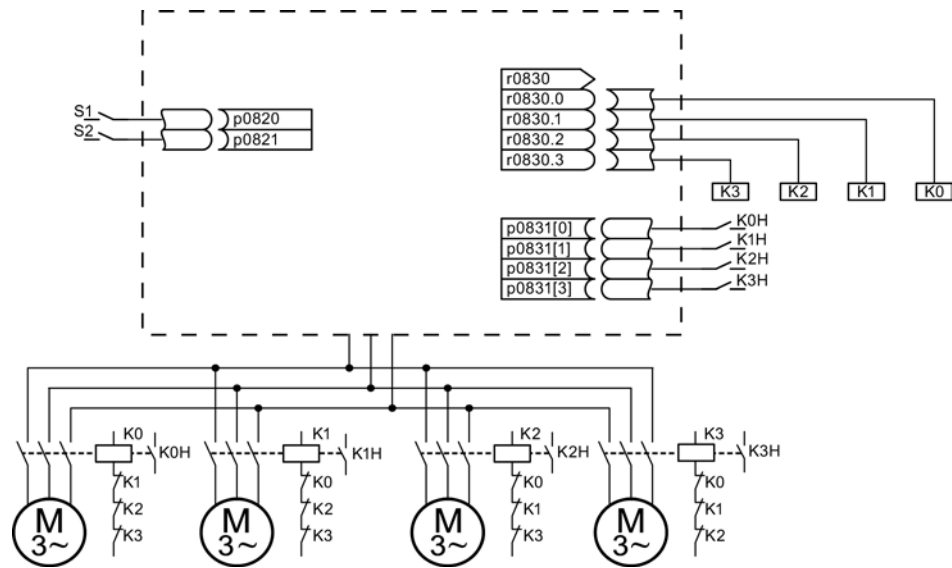 r0830
r0830.0
S1 p0820 r0830.1
S2 p0821 r0830.2
r0830.3
K3 K2 K1 K0
p0831[0] K0H
p0831[1] K1H
p0831[2] K2H
p0831[3] K3H
K0 K1 K2 K3
K0H K1H K2H K3H
K1 K0 K0 K0
K2 K2 K1 K1
K3 K3 K3 K2
M M M M
3~ 3~ 3~ 3~